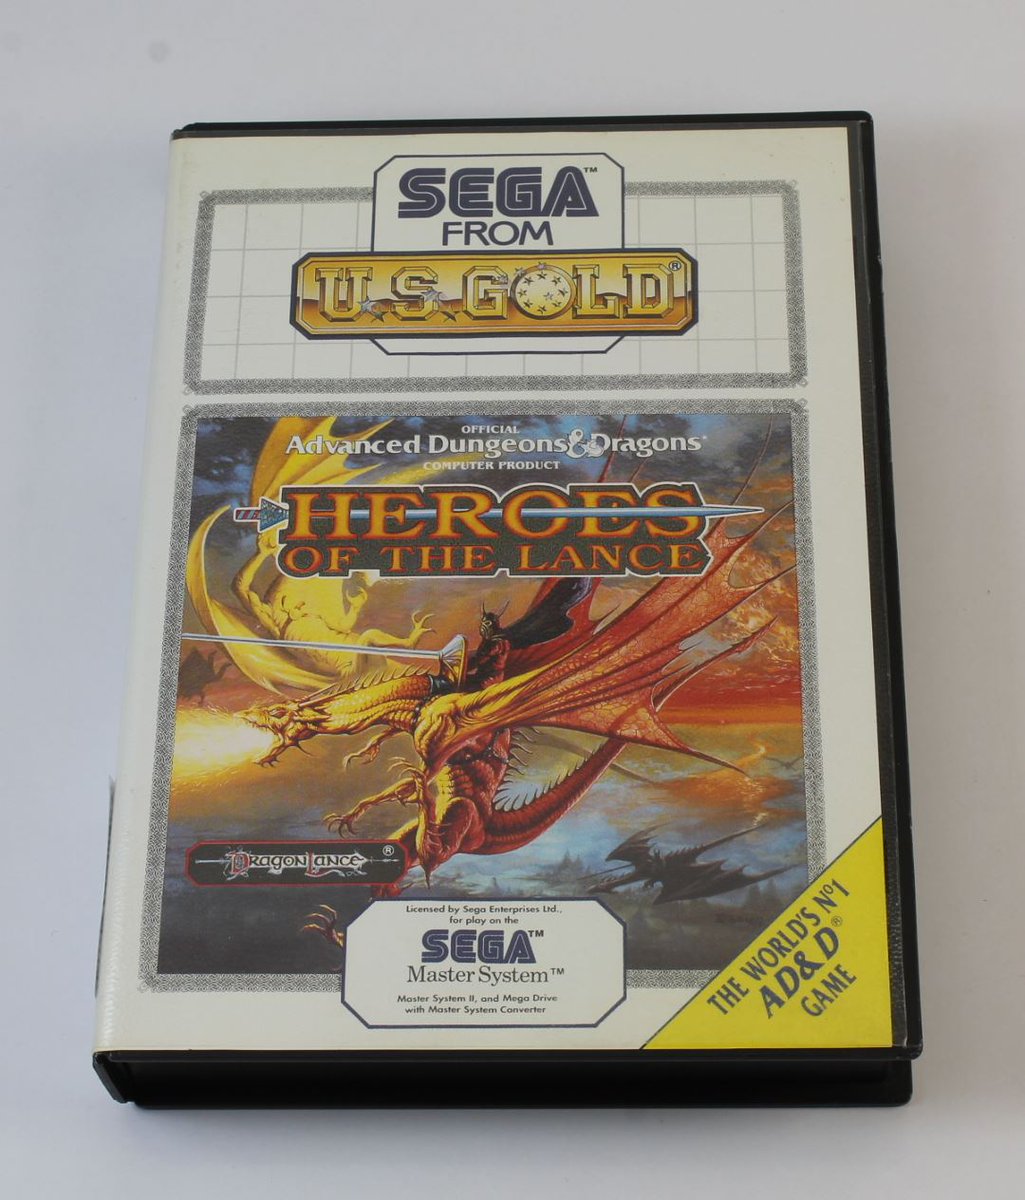 SEGA™
FROM
U.S.GOLD®
OFFICIAL
Advanced Dungeons&Dragons®
COMPUTER PRODUCT
HEROES
OF THE LANCE
DRAGONLANCE®
Licensed by Sega Enterprises Ltd.,
for play on the
SEGA™
Master System™
Master System II, and Mega Drive
with Master System Converter
THE WORLD'S Nº1
AD&D®
GAME